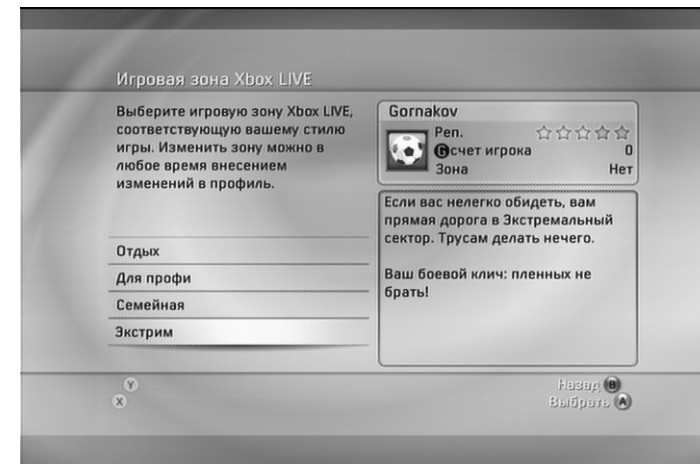 Игровая зона Xbox LIVE
Выберите игровую зону Xbox LIVE,
соответствующую вашему стилю
игры. Изменить зону можно в
любое время внесением
изменений в профиль.
Отдых
Для профи
Семейная
Экстрим
Gornakov
Реп.
G счет игрока 0
Зона Нет
Если вас нелегко обидеть, вам
прямая дорога в Экстремальный
сектор. Трусам делать нечего.
Ваш боевой клич: пленных не
брать!
Y
X
Назад B
Выбрать A